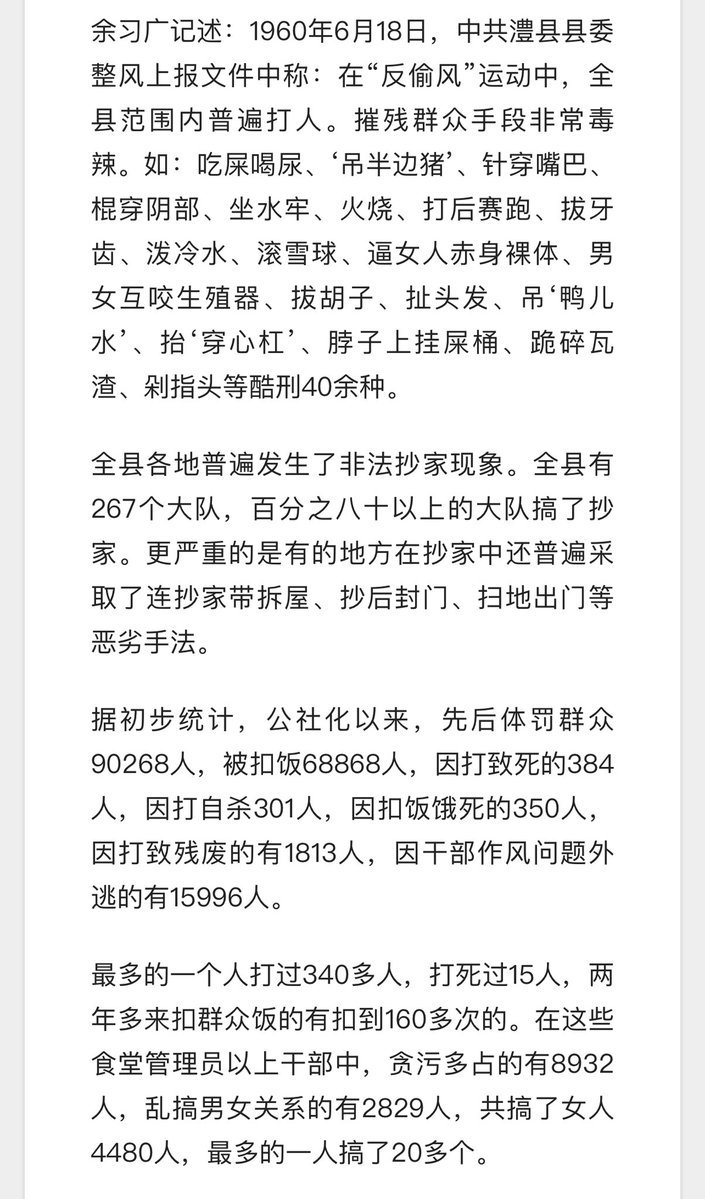 余习广记述：1960年6月18日，中共澧县县委
整风上报文件中称：在“反偷风”运动中，全
县范围内普遍打人。摧残群众手段非常毒
辣。如：吃屎喝尿、‘吊半边猪’、针穿嘴巴、
棍穿阴部、坐水牢、火烧、打后赛跑、拔牙
齿、泼冷水、滚雪球、逼女人赤身裸体、男
女互咬生殖器、拔胡子、扯头发、吊‘鸭儿
水’、抬‘穿心杠’、脖子上挂屎桶、跪碎瓦
渣、剁指头等酷刑40余种。
全县各地普遍发生了非法抄家现象。全县有
267个大队，百分之八十以上的大队搞了抄
家。更严重的是有的地方在抄家中还普遍采
取了连抄家带拆屋、抄后封门、扫地出门等
恶劣手法。
据初步统计，公社化以来，先后体罚群众
90268人，被扣饭68868人，因打致死的384
人，因打自杀301人，因扣饭饿死的350人，
因打致残废的有1813人，因干部作风问题外
逃的有15996人。
最多的一个人打过340多人，打死过15人，两
年多来扣群众饭的有扣到160多次的。在这些
食堂管理员以上干部中，贪污多占的有8932
人，乱搞男女关系的有2829人，共搞了女人
4480人，最多的一人搞了20多个。